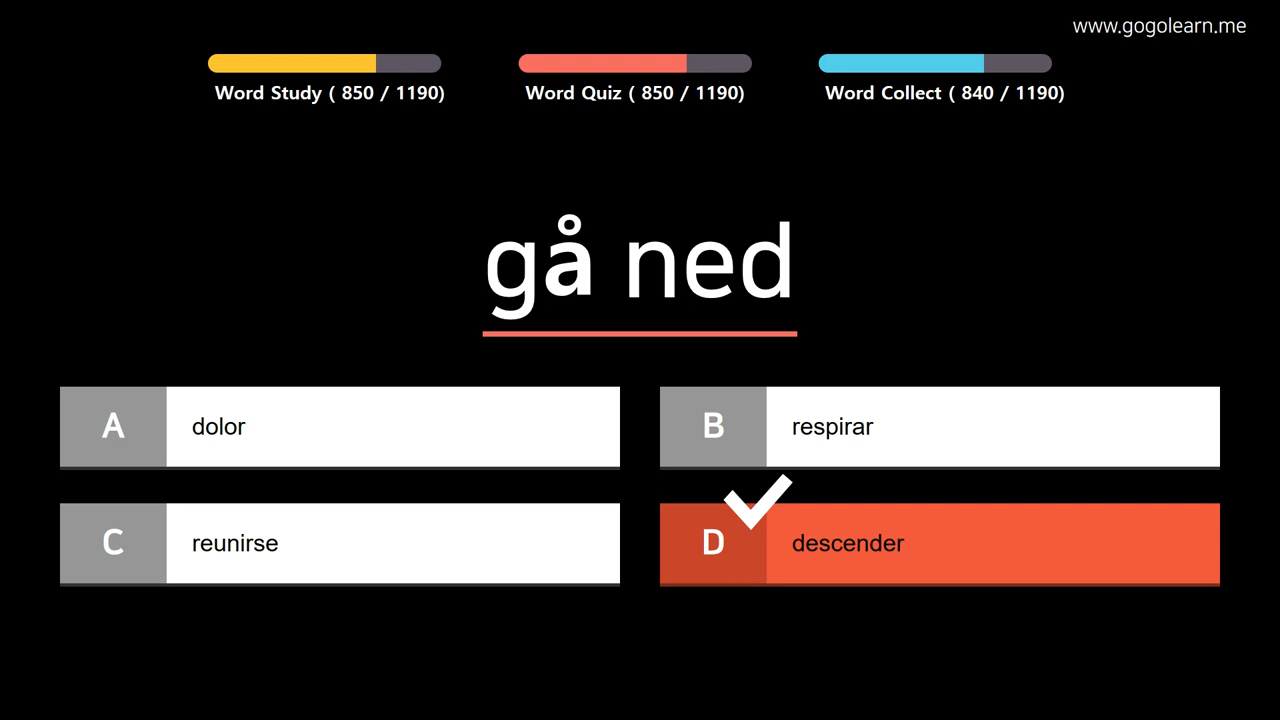 www.gogolearn.me
Word Study ( 850 / 1190)
Word Quiz ( 850 / 1190)
Word Collect ( 840 / 1190)
gå ned
A dolor
B respirar
C reunirse
D descender